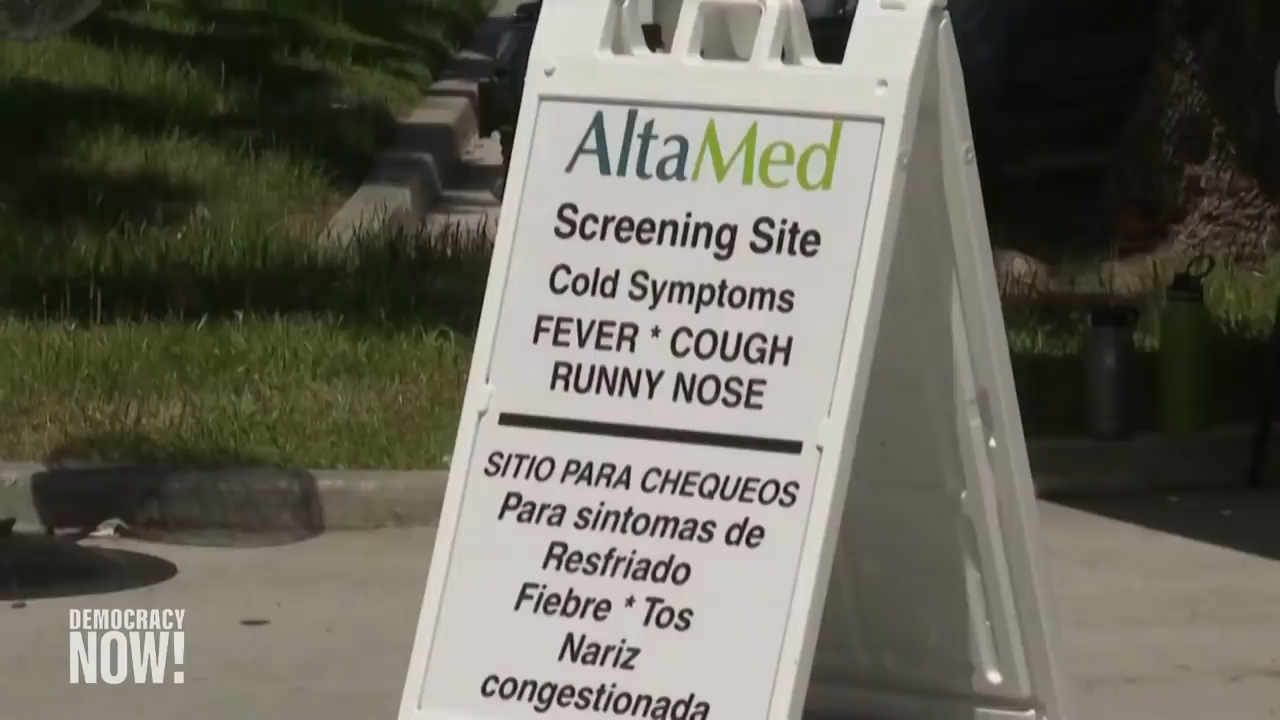 AltaMed
Screening Site
Cold Symptoms
FEVER * COUGH
RUNNY NOSE
SITIO PARA CHEQUEOS
Para sintomas de
Resfriado
Fiebre * Tos
Nariz
congestionada
DEMOCRACY
NOW!